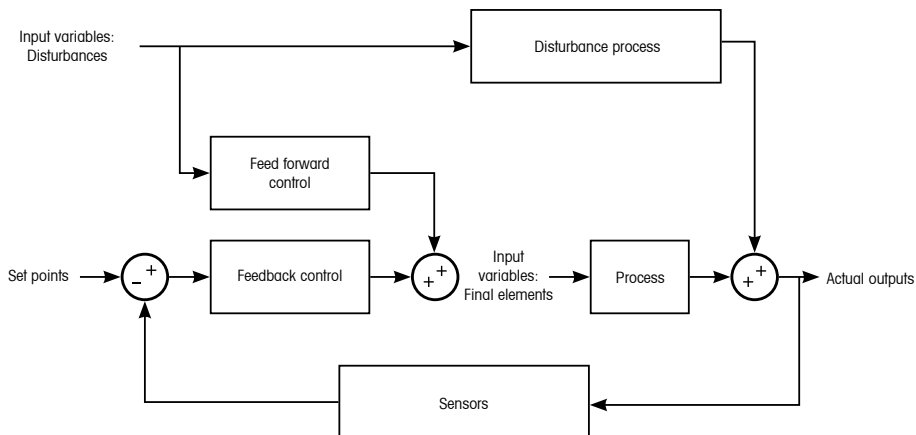 Input variables:
Disturbances
Disturbance process
Feed forward
control
Set points
+
−
Feedback control
+
+
Input
variables:
Final elements
Process
+
+
Actual outputs
Sensors